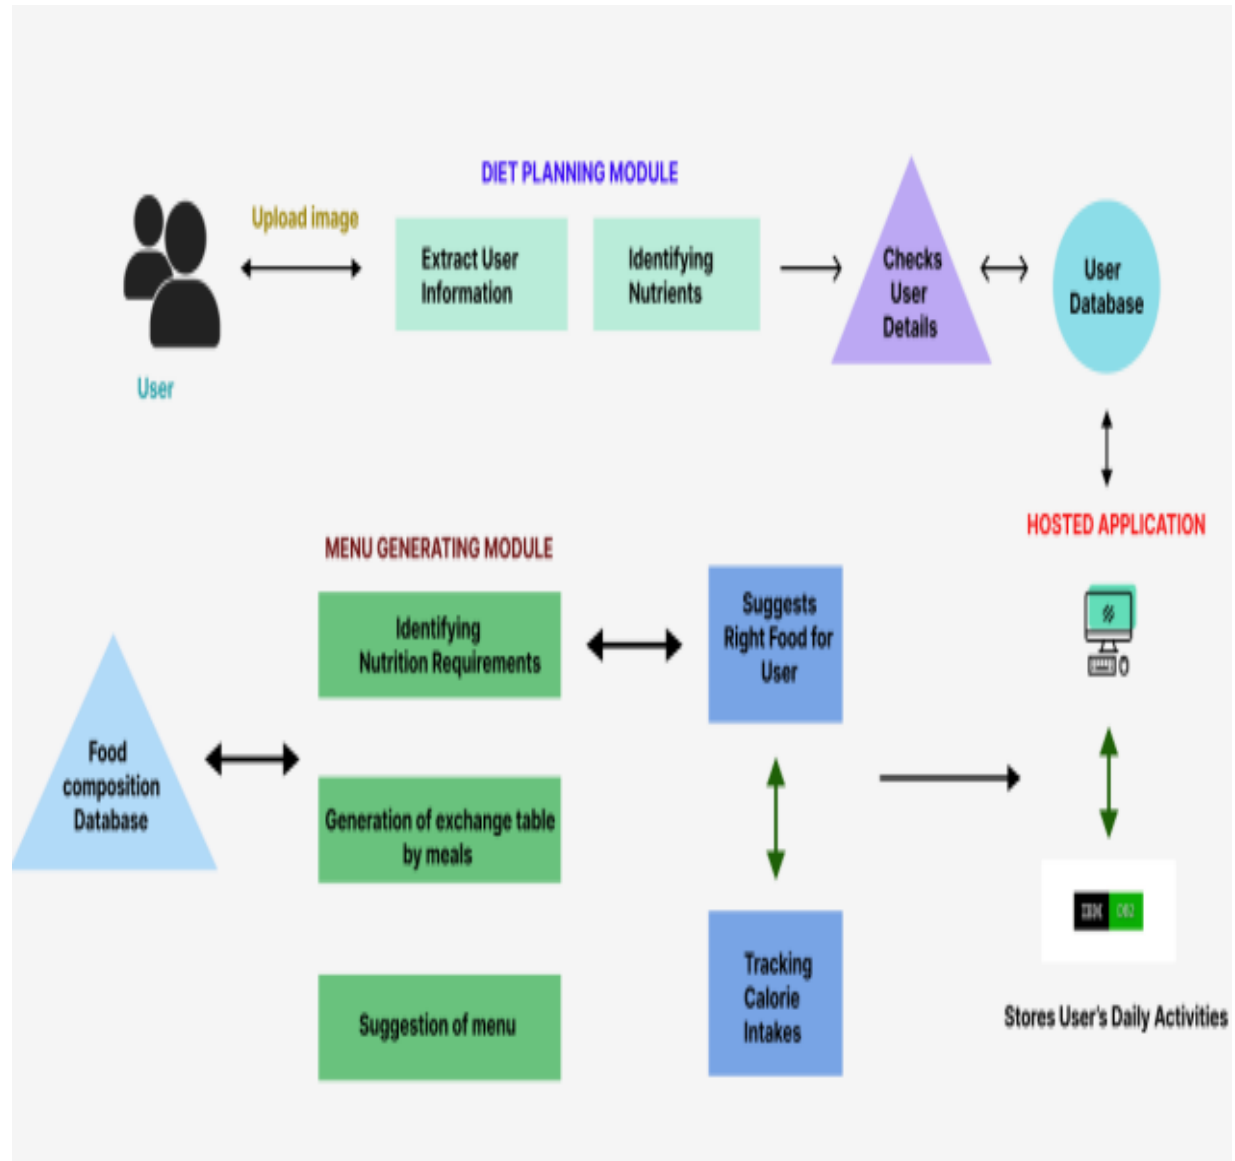 DIET PLANNING MODULE
Upload image
User
Extract User
Information
Identifying
Nutrients
Checks
User
Details
User
Database
HOSTED APPLICATION
MENU GENERATING MODULE
Identifying
Nutrition Requirements
Suggests
Right Food for
User
Food
composition
Database
Generation of exchange table
by meals
Suggestion of menu
Tracking
Calorie
Intakes
IBM DB2
Stores User's Daily Activities